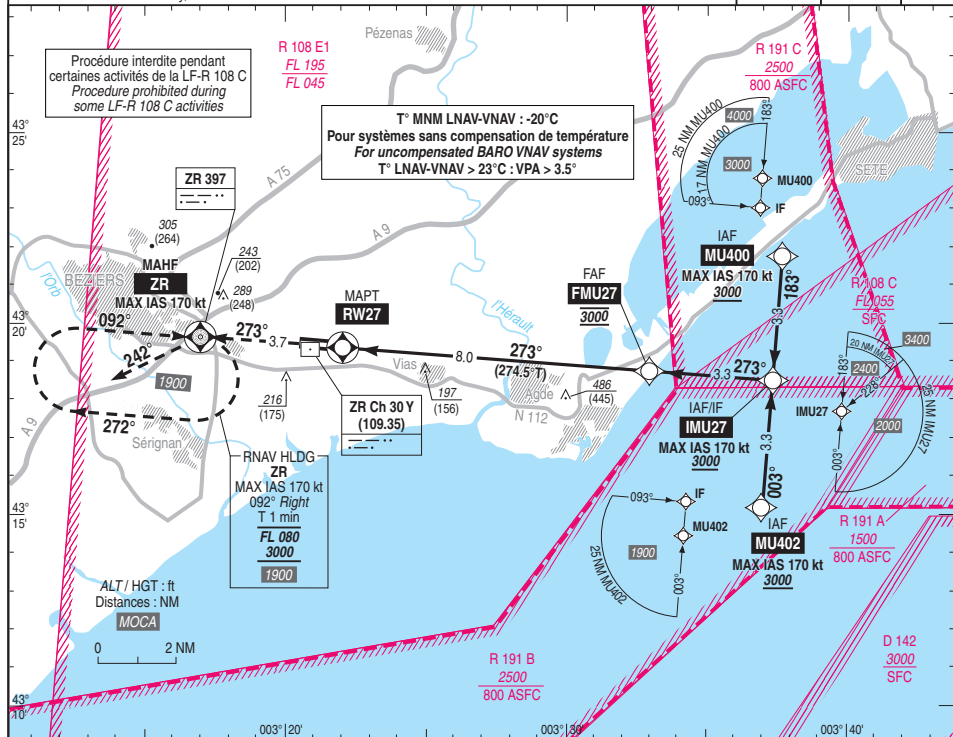 Pézenas
R 108 E1
FL 195
FL 045
R 191 C
2500
800 ASFC
Procédure interdite pendant
certaines activités de la LF-R 108 C
Procedure prohibited during
some LF-R 108 C activities
T° MNM LNAV-VNAV : -20°C
Pour systèmes sans compensation de température
For uncompensated BARO VNAV systems
T° LNAV-VNAV > 23°C : VPA > 3.5°
43°
25'
25 NM MU400
4000
17 NM MU400
3000
183°
093°
MU400
IF
SETE
A 75
A 9
ZR 397
305
(264)
243
(202)
289
(248)
l'Orb
BEZIERS
MAHF
ZR
MAX IAS 170 kt
IAF
MU400
MAX IAS 170 kt
3000
183°
3.3
FAF
FMU27
3000
MAPT
RW27
R 108 C
FL 055
SFC
43°
20'
l'Hérault
092°
273°
3.7
8.0
273°
(274.5°T)
3.3
273°
242°
1900
272°
Vias
197
(156)
216
(175)
Agde
486
(445)
N 112
A 9
Sérignan
ZR Ch 30 Y
(109.35)
IAF/IF
IMU27
MAX IAS 170 kt
3000
3400
20 NM IMU27
2400
183°
228°
IMU27
003°
2000
25 NM IMU27
RNAV HLDG
ZR
MAX IAS 170 kt
092° Right
T 1 min
FL 080
3000
1900
43°
15'
093°
IF
MU402
1900
003°
25 NM MU402
3.3
003°
IAF
MU402
MAX IAS 170 kt
3000
R 191 A
1500
800 ASFC
ALT / HGT : ft
Distances : NM
MOCA
0 2 NM
R 191 B
2500
800 ASFC
D 142
3000
SFC
43°
10'
003° 20'
003° 30'
003° 40'